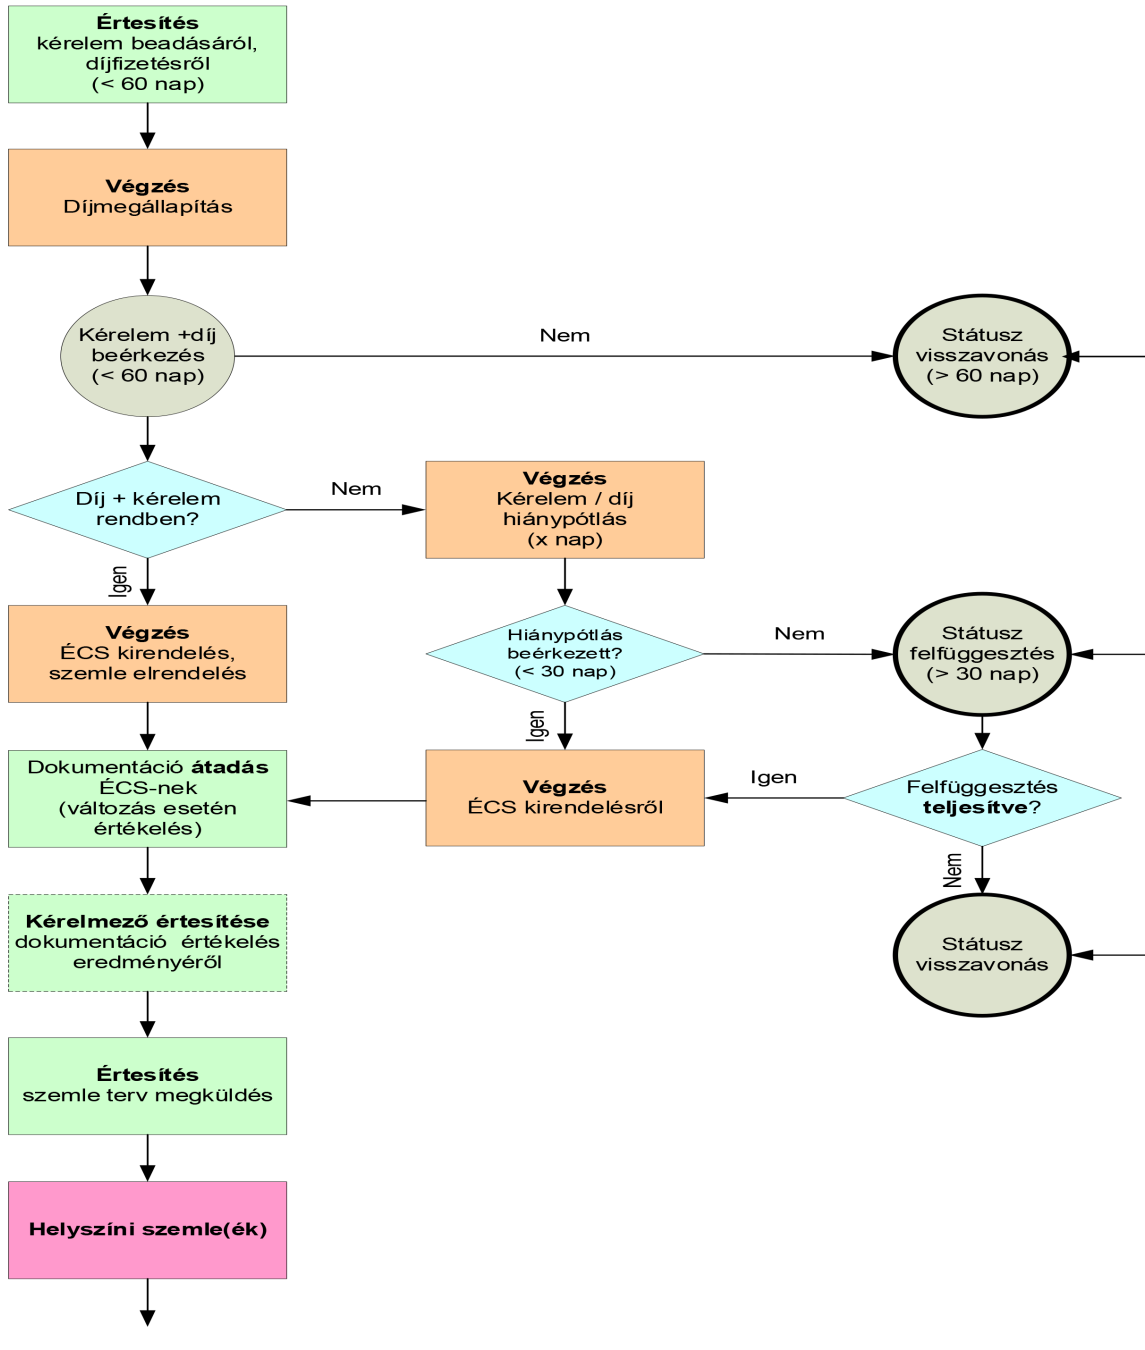 Értesítés
kérelem beadásáról,
díjfizetésről
(< 60 nap)
Végzés
Díjmegállapítás
Kérelem +díj
beérkezés
(< 60 nap)
Nem
Státusz
visszavonás
(> 60 nap)
Díj + kérelem
rendben?
Nem
Végzés
Kérelem / díj
hiánypótlás
(x nap)
Igen
Végzés
ÉCS kirendelés,
szemle elrendelés
Hiánypótlás
beérkezett?
(< 30 nap)
Nem
Státusz
felfüggesztés
(> 30 nap)
Igen
Dokumentáció átadás
ÉCS-nek
(változás esetén
értékelés)
Végzés
ÉCS kirendelésről
Igen
Felfüggesztés
teljesítve?
Nem
Kérelmező értesítése
dokumentáció  értékelés
eredményéről
Státusz
visszavonás
Értesítés
szemle terv megküldés
Helyszíni szemle(ék)